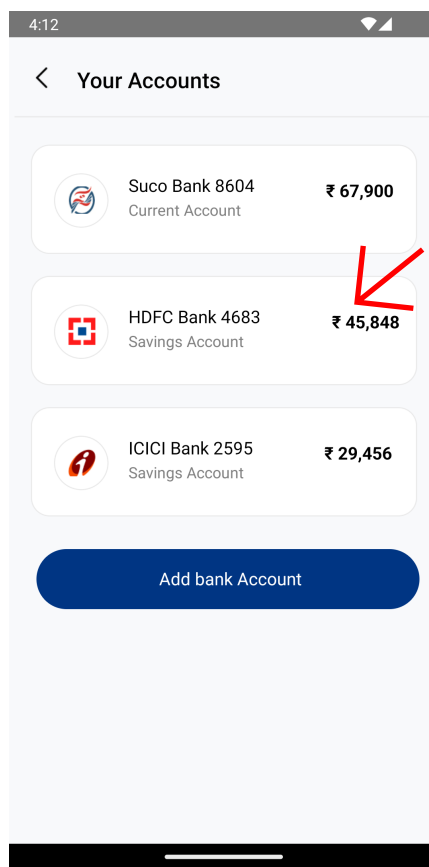 4:12
Your Accounts
Suco Bank 8604
₹ 67,900
Current Account
HDFC Bank 4683
₹ 45,848
Savings Account
ICICI Bank 2595
₹ 29,456
Savings Account
Add bank Account